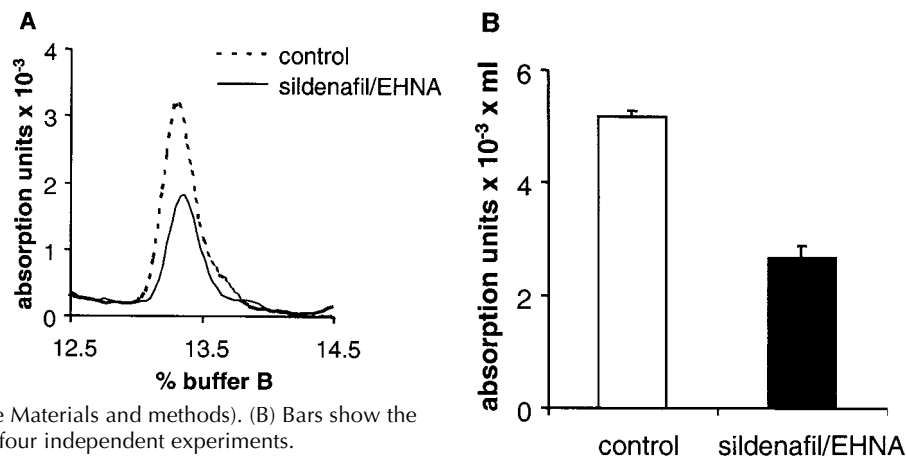 A
absorption units x 10⁻³
4
3
2
1
0
control
sildenafil/EHNA
12.5 13.5 14.5
% buffer B
B
absorption units x 10⁻³ x ml
6
4
2
0
control sildenafil/EHNA
Materials and methods). (B) Bars show the
four independent experiments.